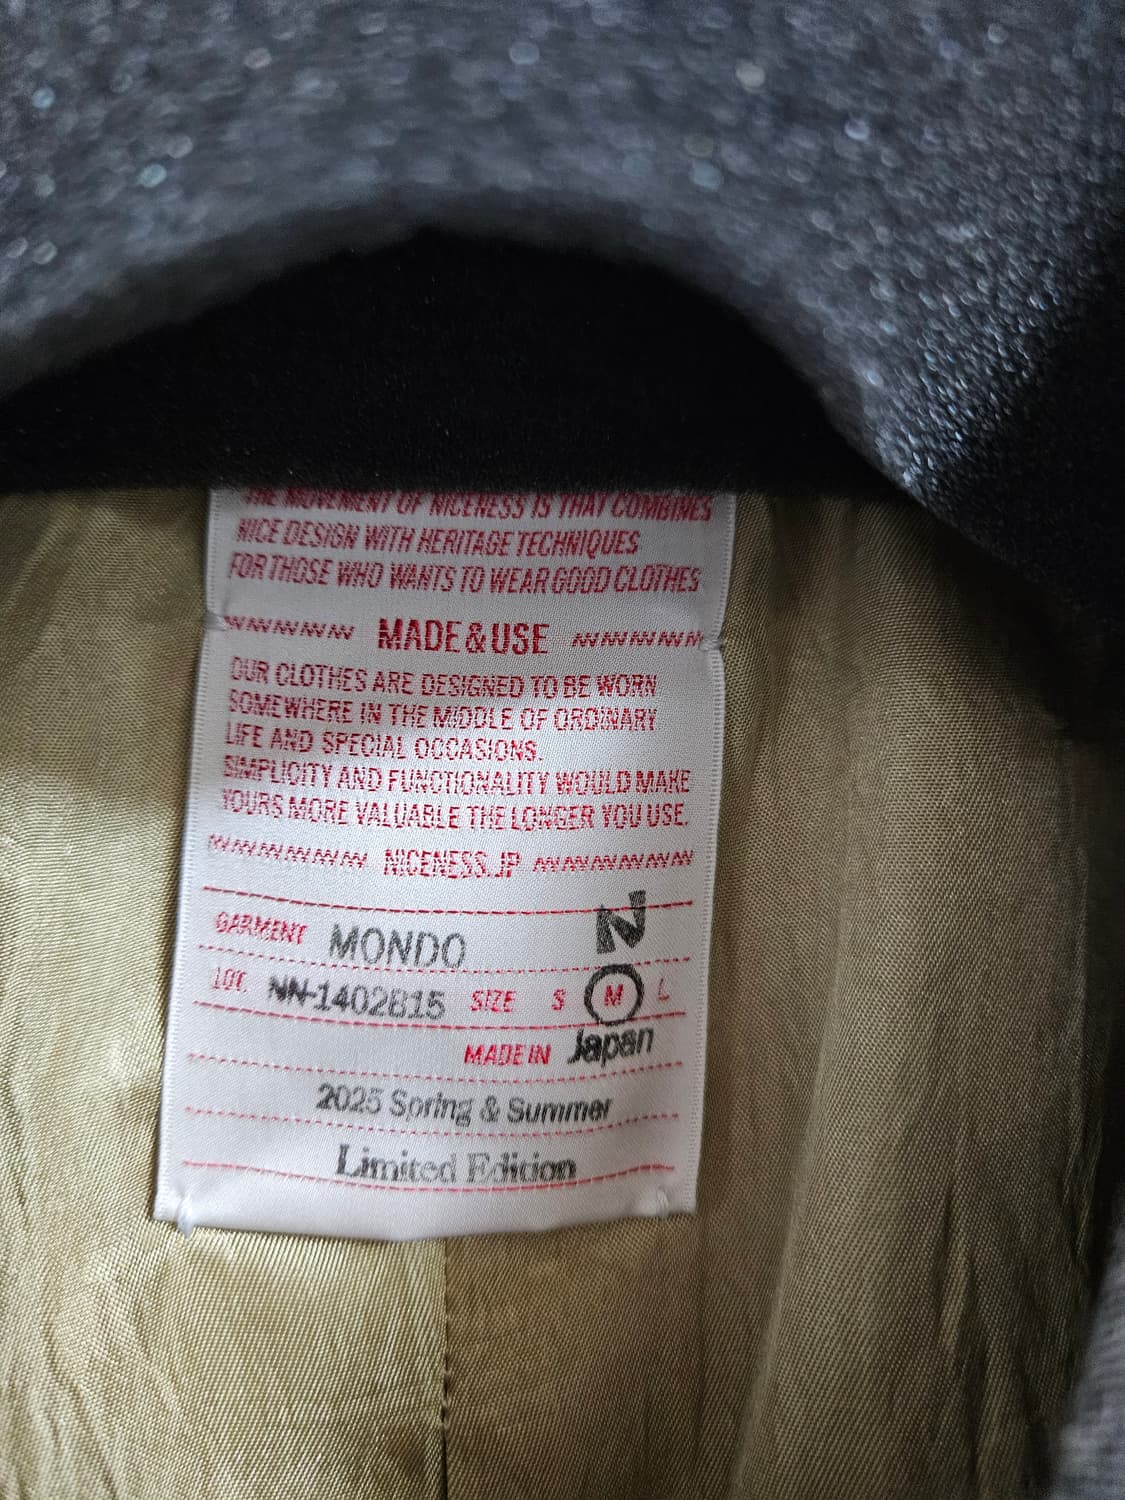 THE MOVEMENT OF NICENESS IS THAT COMBINES
NICE DESIGN WITH HERITAGE TECHNIQUES
FOR THOSE WHO WANTS TO WEAR GOOD CLOTHES
MADE & USE
OUR CLOTHES ARE DESIGNED TO BE WORN
SOMEWHERE IN THE MIDDLE OF ORDINARY
LIFE AND SPECIAL OCCASIONS.
SIMPLICITY AND FUNCTIONALITY WOULD MAKE
YOURS MORE VALUABLE THE LONGER YOU USE.
NICENESS.JP
N
GARMENT MONDO
LOT. NN-1402B15 SIZE S M L
MADE IN Japan
2025 Spring & Summer
Limited Edition